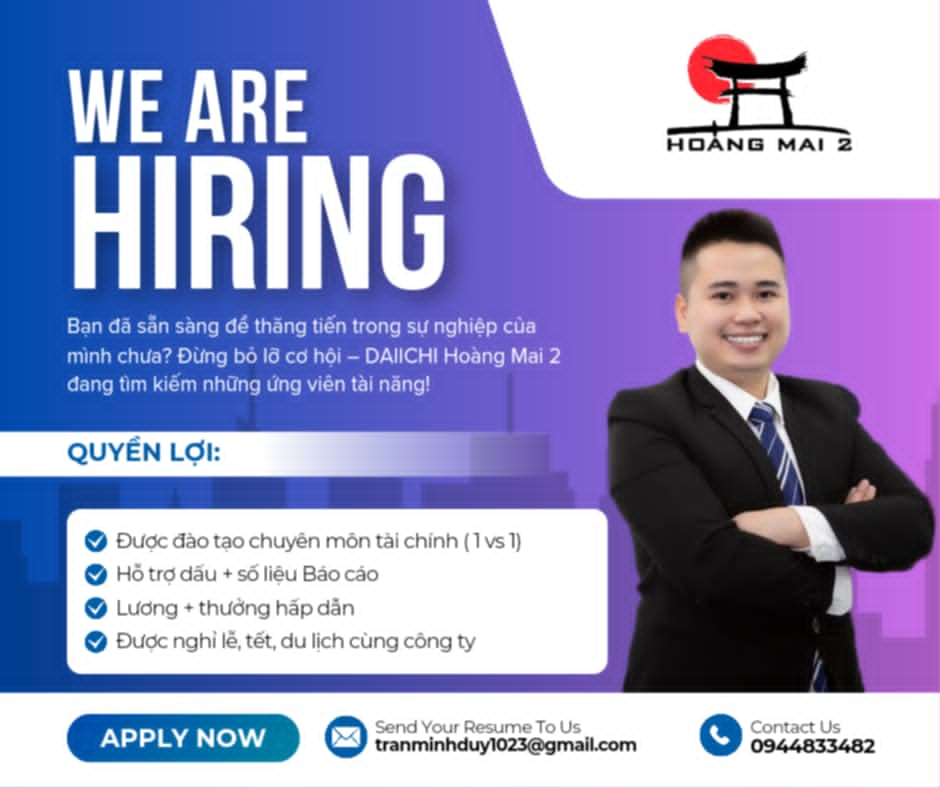 WE ARE
HIRING
HOÀNG MAI 2
Bạn đã sẵn sàng để thăng tiến trong sự nghiệp của
mình chưa? Đừng bỏ lỡ cơ hội – DAIICHI Hoàng Mai 2
đang tìm kiếm những ứng viên tài năng!
QUYỀN LỢI:
Được đào tạo chuyên môn tài chính ( 1 vs 1)
Hỗ trợ dấu + số liệu Báo cáo
Lương + thưởng hấp dẫn
Được nghỉ lễ, tết, du lịch cùng công ty
APPLY NOW
Send Your Resume To Us
tranminhduy1023@gmail.com
Contact Us
0944833482